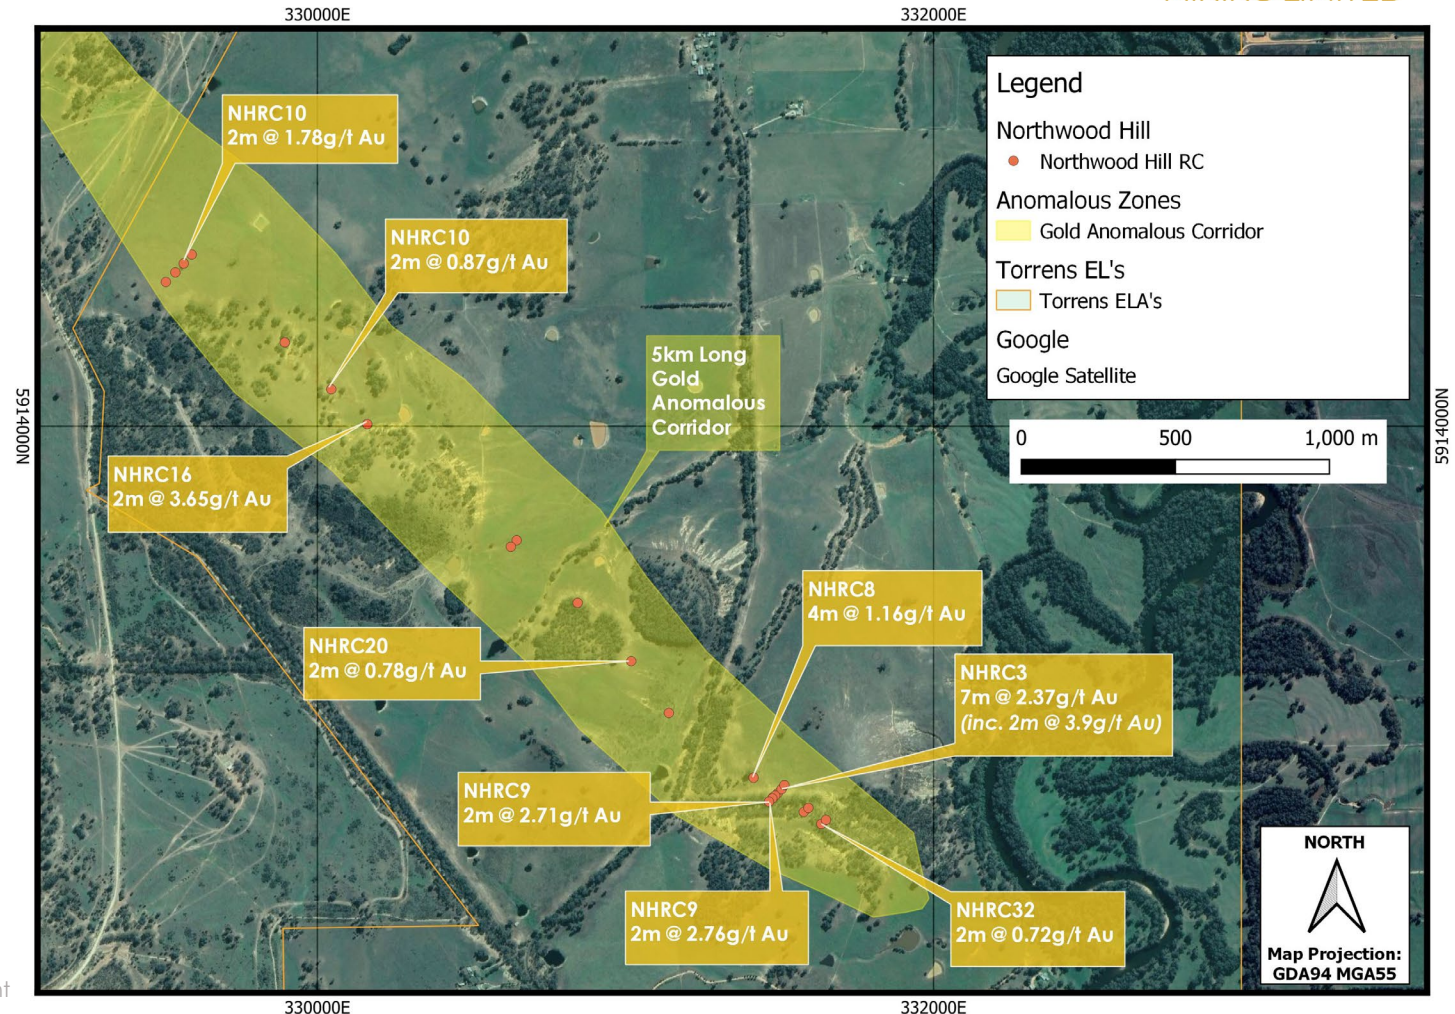 330000E
332000E
NHRC10
2m @ 1.78g/t Au
NHRC10
2m @ 0.87g/t Au
5km Long
Gold
Anomalous
Corridor
NHRC16
2m @ 3.65g/t Au
NHRC8
4m @ 1.16g/t Au
NHRC20
2m @ 0.78g/t Au
NHRC3
7m @ 2.37g/t Au
(inc. 2m @ 3.9g/t Au)
NHRC9
2m @ 2.71g/t Au
NHRC9
2m @ 2.76g/t Au
NHRC32
2m @ 0.72g/t Au
Legend
Northwood Hill
Northwood Hill RC
Anomalous Zones
Gold Anomalous Corridor
Torrens EL's
Torrens ELA's
Google
Google Satellite
0 500 1,000 m
5914000N
5914000N
NORTH
Map Projection:
GDA94 MGA55
330000E
332000E